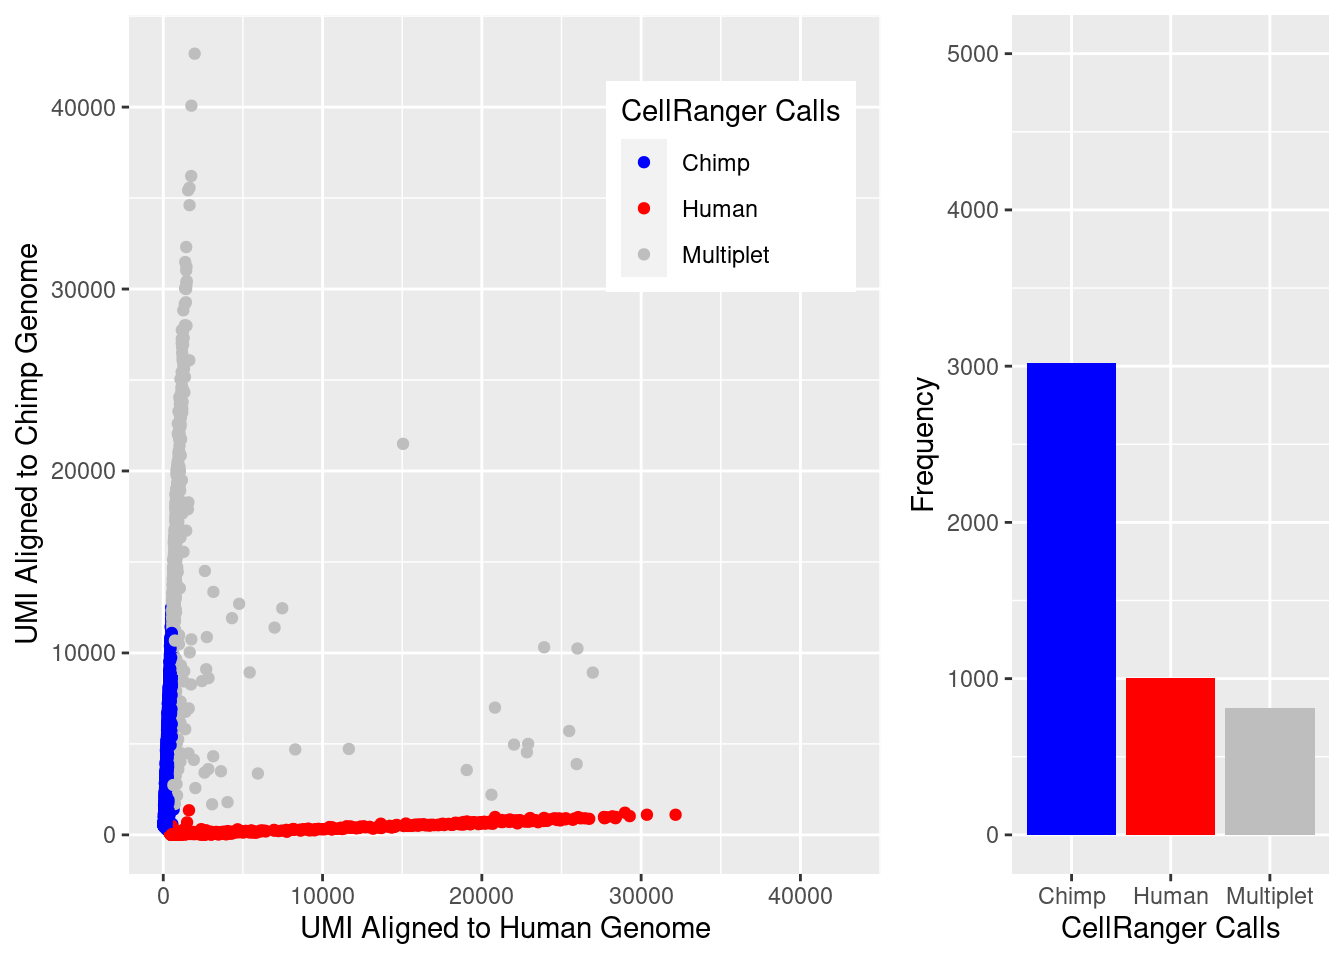 UMI Aligned to Chimp Genome
40000
30000
20000
10000
0
CellRanger Calls
Chimp
Human
Multiplet
0
10000
20000
30000
40000
UMI Aligned to Human Genome
Frequency
5000
4000
3000
2000
1000
0
Chimp
Human
Multiplet
CellRanger Calls